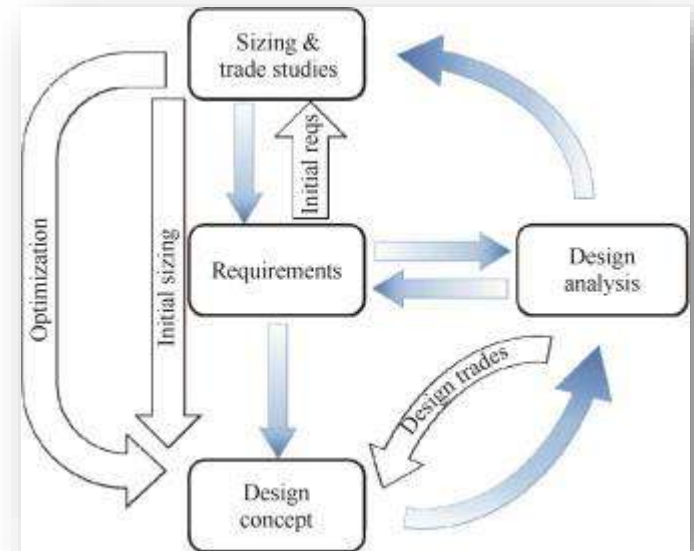 Sizing &
trade studies
Initial reqs
Optimization
Initial sizing
Requirements
Design
analysis
Design trades
Design
concept